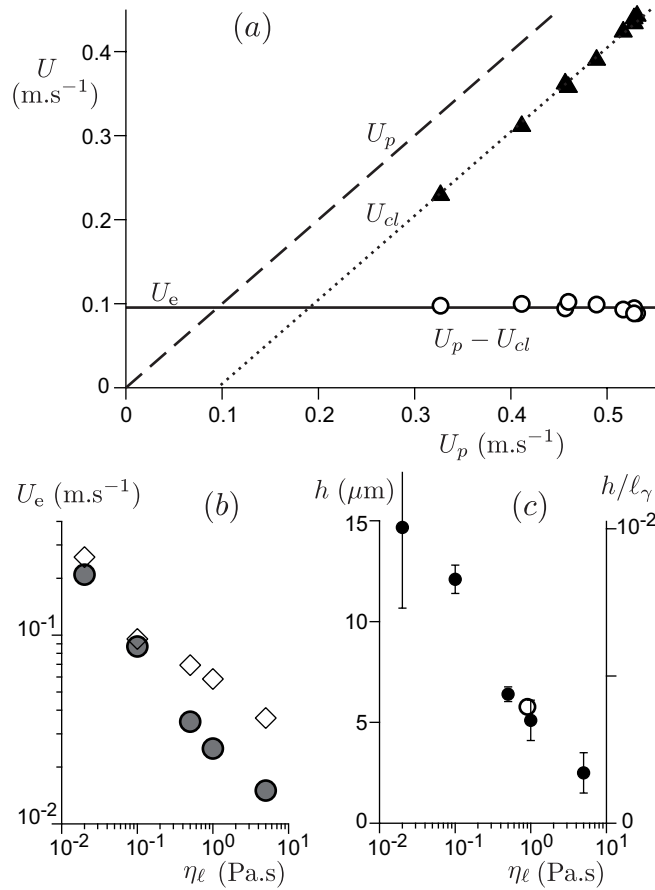 (a)
U
(m.s⁻¹)
0.4
0.3
0.2
0.1
0
U_p
U_cl
U_e
U_p − U_cl
0 0.1 0.2 0.3 0.4 0.5
U_p (m.s⁻¹)
U_e (m.s⁻¹)
(b)
10⁻¹
10⁻²
10⁻² 10⁻¹ 10⁰ 10¹
η_ℓ (Pa.s)
h (μm)
(c)
h/ℓ_γ
15
10
5
0
10⁻²
0
10⁻² 10⁻¹ 10⁰ 10¹
η_ℓ (Pa.s)